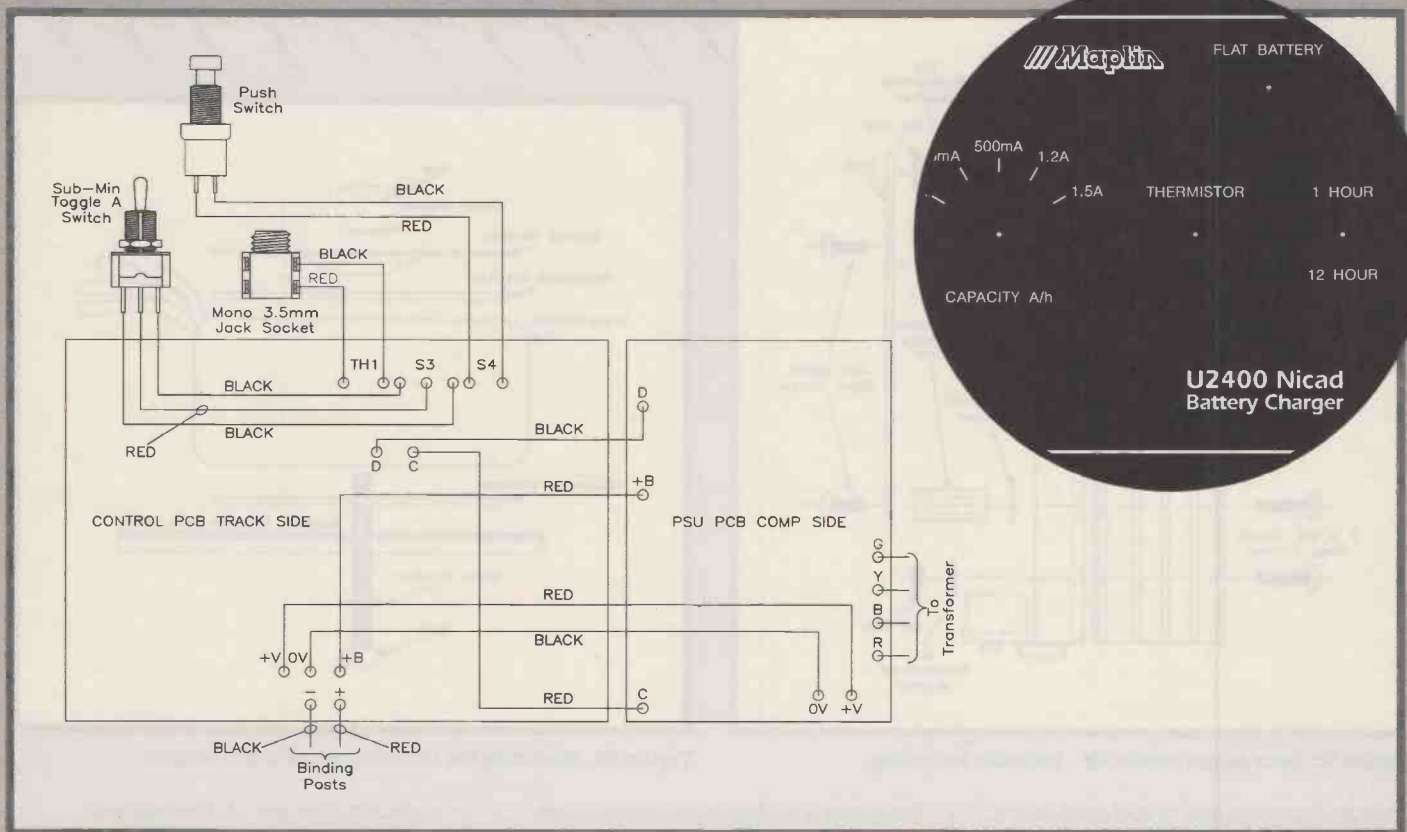 Push
Switch
Sub-Min
Toggle A
Switch
BLACK
RED
BLACK
RED
Mono 3.5mm
Jack Socket
TH1 S3 S4
BLACK
RED
BLACK
D C
BLACK
D
RED
+B
CONTROL PCB TRACK SIDE
PSU PCB COMP SIDE
G
Y
B
R
To
Transformer
RED
BLACK
+V 0V +B
- +
RED
C
0V +V
BLACK
RED
Binding
Posts
Maplin
FLAT BATTERY
mA 500mA 1.2A
1.5A
THERMISTOR
1 HOUR
12 HOUR
CAPACITY A/h
U2400 Nicad
Battery Charger